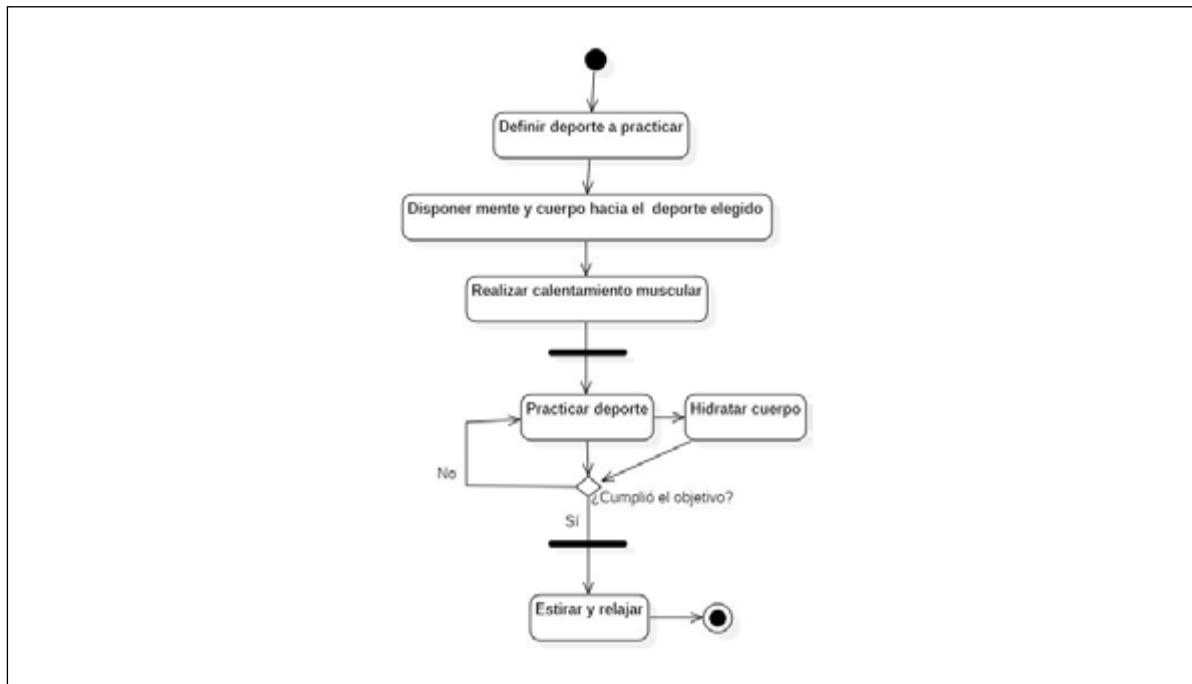 Definir deporte a practicar
Disponer mente y cuerpo hacia el deporte elegido
Realizar calentamiento muscular
Practicar deporte
Hidratar cuerpo
No
¿Cumplió el objetivo?
Sí
Estirar y relajar